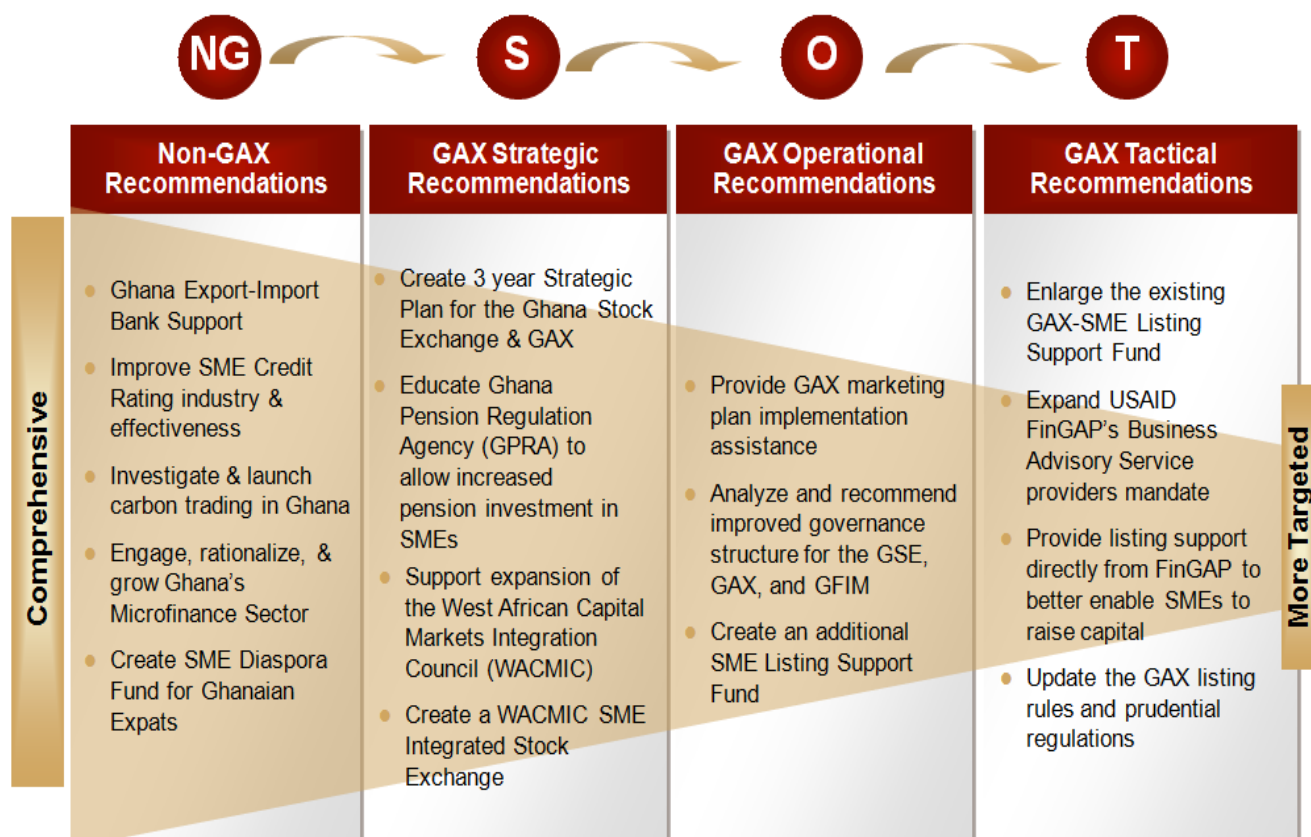 NG
S
O
T
Non-GAX
Recommendations
GAX Strategic
Recommendations
GAX Operational
Recommendations
GAX Tactical
Recommendations
Comprehensive
Ghana Export-Import
Bank Support
Improve SME Credit
Rating industry &
effectiveness
Investigate & launch
carbon trading in Ghana
Engage, rationalize, &
grow Ghana's
Microfinance Sector
Create SME Diaspora
Fund for Ghanaian
Expats
Create 3 year Strategic
Plan for the Ghana Stock
Exchange & GAX
Educate Ghana
Pension Regulation
Agency (GPRA) to
allow increased
pension investment in
SMEs
Support expansion of
the West African Capital
Markets Integration
Council (WACMIC)
Create a WACMIC SME
Integrated Stock
Exchange
Provide GAX marketing
plan implementation
assistance
Analyze and recommend
improved governance
structure for the GSE,
GAX, and GFIM
Create an additional
SME Listing Support
Fund
Enlarge the existing
GAX-SME Listing
Support Fund
Expand USAID
FinGAP's Business
Advisory Service
providers mandate
Provide listing support
directly from FinGAP to
better enable SMEs to
raise capital
Update the GAX listing
rules and prudential
regulations
More Targeted